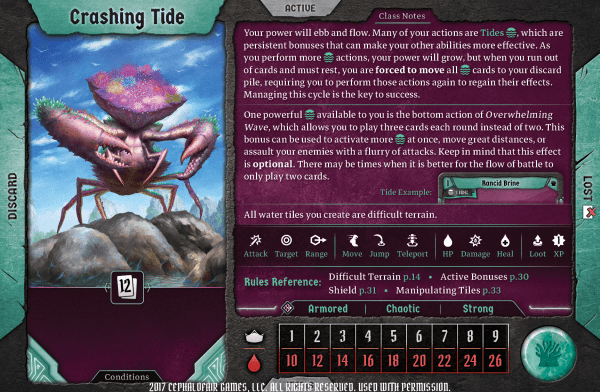 Crashing Tide
ACTIVE
Class Notes
Your power will ebb and flow. Many of your actions are Tides, which are
persistent bonuses that can make your other abilities more effective. As
you perform more actions, your power will grow, but when you run out
of cards and must rest, you are forced to move all cards to your discard
pile, requiring you to perform those actions again to regain their effects.
Managing this cycle is the key to success.
One powerful available to you is the bottom action of Overwhelming
Wave, which allows you to play three cards each round instead of two. This
bonus can be used to activate more at once, move great distances, or
assault your enemies with a flurry of attacks. Keep in mind that this effect
is optional. There may be times when it is better for the flow of battle to
only play two cards.
Tide Example:
Rancid Brine
All water tiles you create are difficult terrain.
Attack Target Range Move Jump Teleport HP Damage Heal Loot XP
Rules Reference: Difficult Terrain p.14 • Active Bonuses p.30
Shield p.31 • Manipulating Tiles p.33
Armored Chaotic Strong
DISCARD
LOST
12
1 2 3 4 5 6 7 8 9
10 12 14 16 18 20 22 24 26
Conditions
2017 CEPHALOFAIR GAMES, LLC. ALL RIGHTS RESERVED. USED WITH PERMISSION.